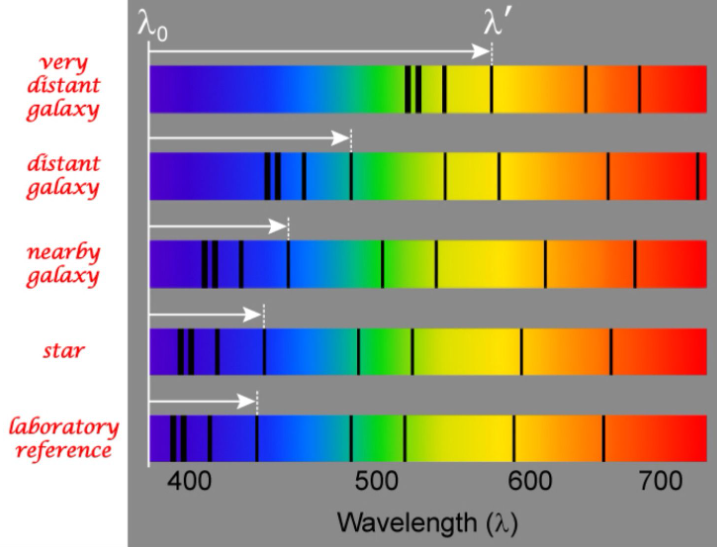 λ₀ λ′
very
distant
galaxy
distant
galaxy
nearby
galaxy
star
laboratory
reference
400 500 600 700
Wavelength (λ)